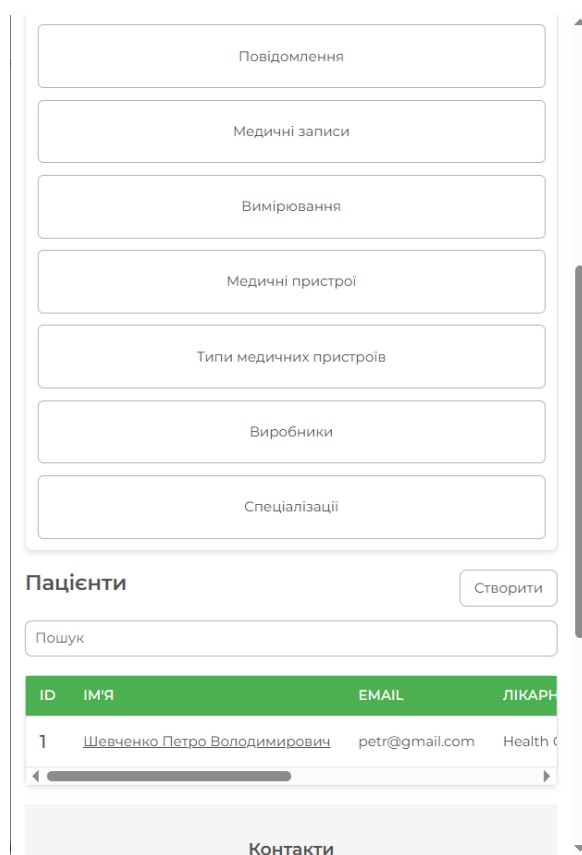 Повідомлення
Медичні записи
Вимірювання
Медичні пристрої
Типи медичних пристроїв
Виробники
Спеціалізації
Пацієнти
Створити
Пошук
ID ІМ'Я EMAIL
1 Шевченко Петро Володимирович petr@gmail.com Health
Контакти